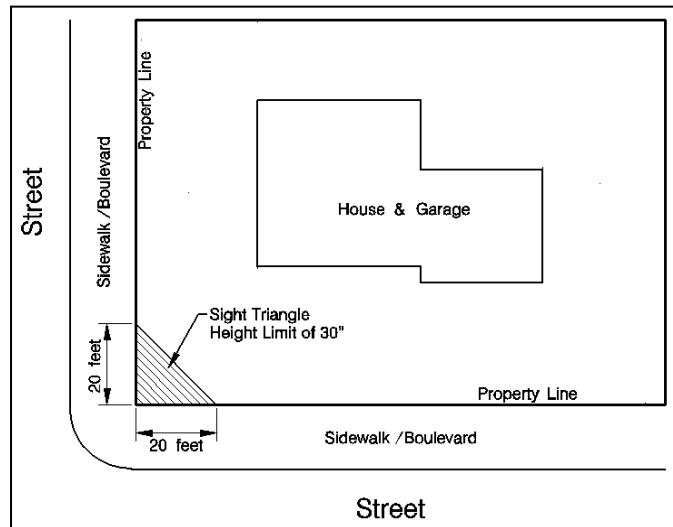 Property Line
Street
Sidewalk /Boulevard
House & Garage
Sight Triangle
Height Limit of 30"
20 feet
Property Line
20 feet
Sidewalk /Boulevard
Street